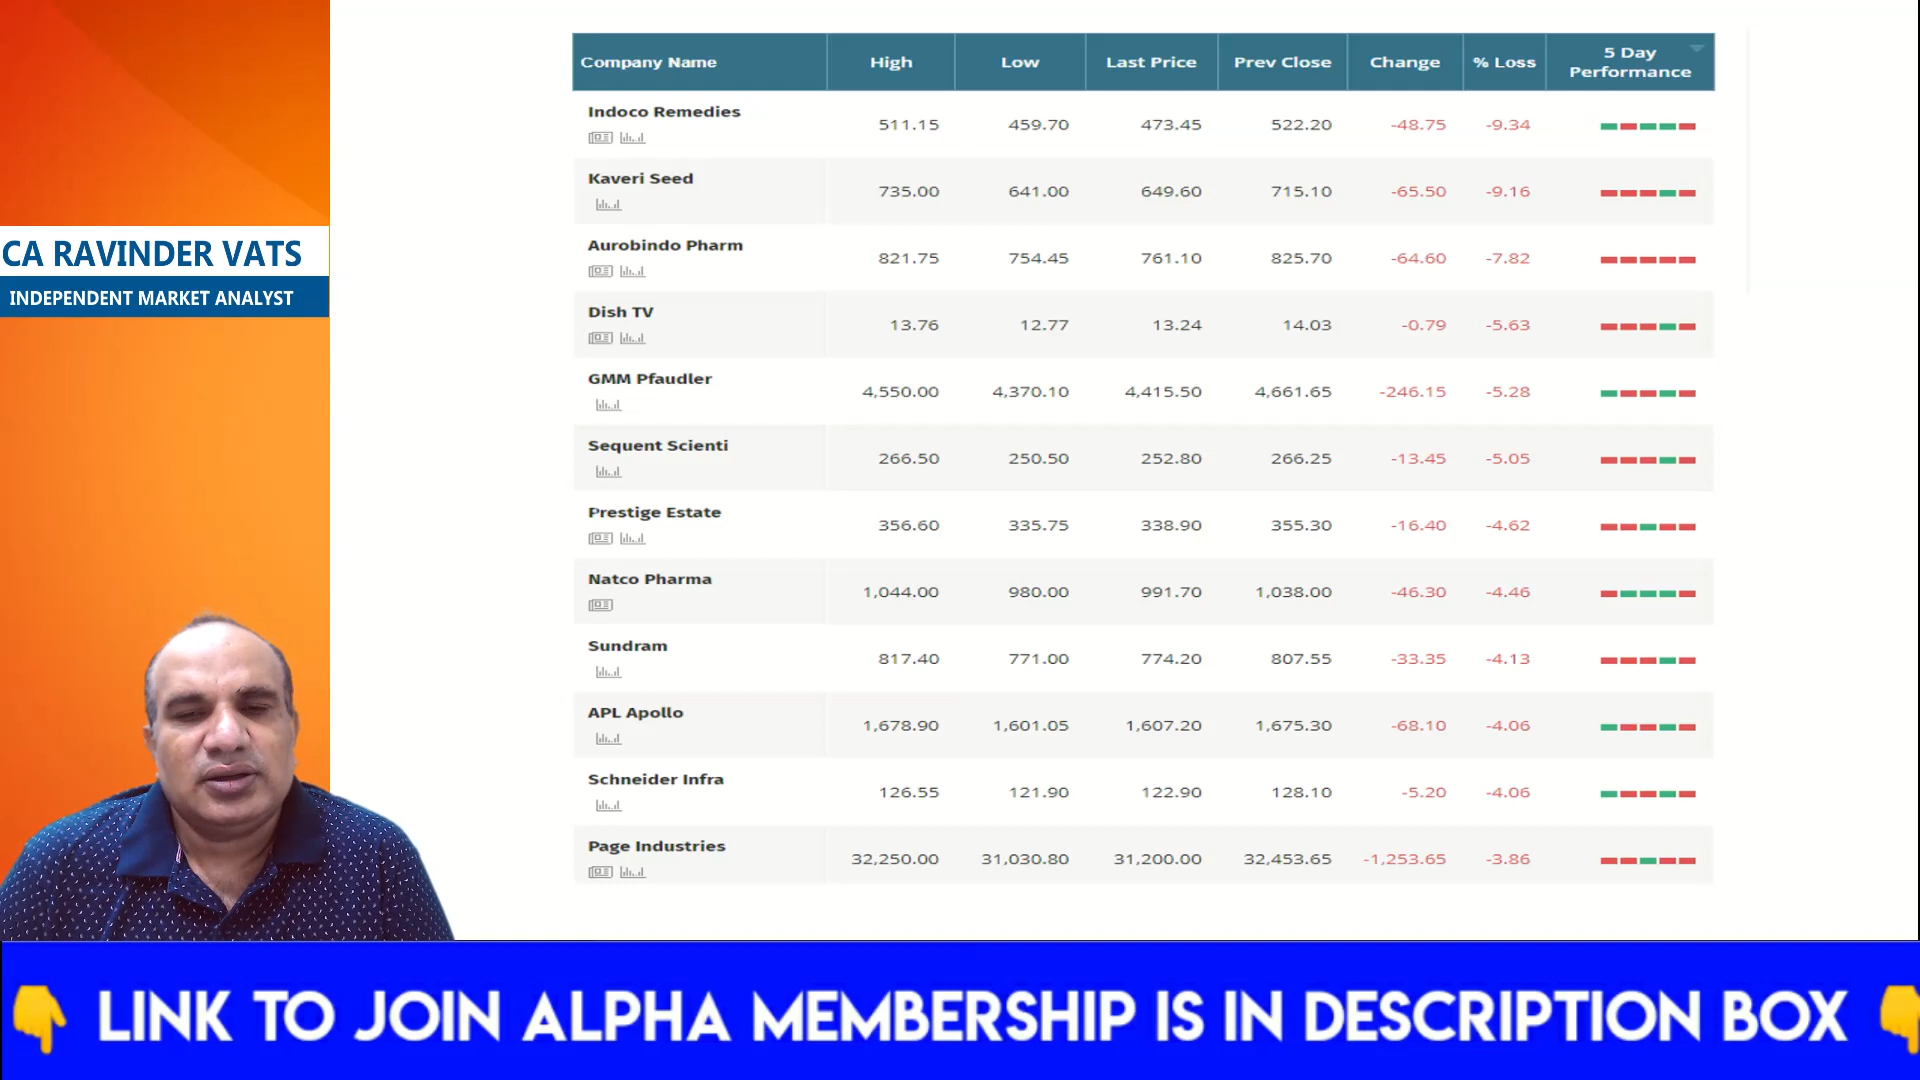 CA RAVINDER VATS
INDEPENDENT MARKET ANALYST
Company Name High Low Last Price Prev Close Change % Loss 5 Day Performance
Indoco Remedies 511.15 459.70 473.45 522.20 -48.75 -9.34
Kaveri Seed 735.00 641.00 649.60 715.10 -65.50 -9.16
Aurobindo Pharm 821.75 754.45 761.10 825.70 -64.60 -7.82
Dish TV 13.76 12.77 13.24 14.03 -0.79 -5.63
GMM Pfaudler 4,550.00 4,370.10 4,415.50 4,661.65 -246.15 -5.28
Sequent Scienti 266.50 250.50 252.80 266.25 -13.45 -5.05
Prestige Estate 356.60 335.75 338.90 355.30 -16.40 -4.62
Natco Pharma 1,044.00 980.00 991.70 1,038.00 -46.30 -4.46
Sundram 817.40 771.00 774.20 807.55 -33.35 -4.13
APL Apollo 1,678.90 1,601.05 1,607.20 1,675.30 -68.10 -4.06
Schneider Infra 126.55 121.90 122.90 128.10 -5.20 -4.06
Page Industries 32,250.00 31,030.80 31,200.00 32,453.65 -1,253.65 -3.86
LINK TO JOIN ALPHA MEMBERSHIP IS IN DESCRIPTION BOX